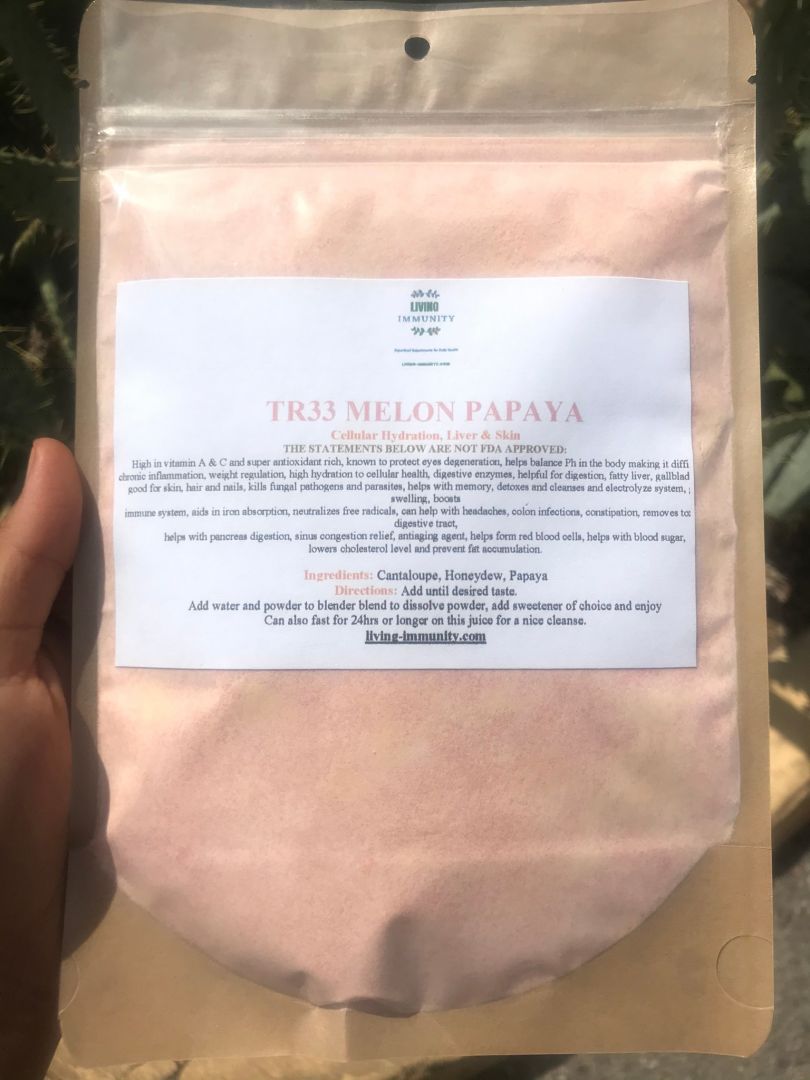 LIVING
IMMUNITY
living-immunity.com
TR33 MELON PAPAYA
Cellular Hydration, Liver & Skin
THE STATEMENTS BELOW ARE NOT FDA APPROVED:
High in vitamin A & C and super antioxidant rich, known to protect eyes degeneration, helps balance Ph in the body making it diffi
chronic inflammation, weight regulation, high hydration to cellular health, digestive enzymes, helpful for digestion, fatty liver, gallblad
good for skin, hair and nails, kills fungal pathogens and parasites, helps with memory, detoxes and cleanses and electrolyze system,
swelling, boosts
immune system, aids in iron absorption, neutralizes free radicals, can help with headaches, colon infections, constipation, removes
digestive tract,
helps with pancreas digestion, sinus congestion relief, antiaging agent, helps form red blood cells, helps with blood sugar,
lowers cholesterol level and prevent fat accumulation.
Ingredients: Cantaloupe, Honeydew, Papaya
Directions: Add until desired taste.
Add water and powder to blender blend to dissolve powder, add sweetener of choice and enjoy
Can also fast for 24hrs or longer on this juice for a nice cleanse.
living-immunity.com